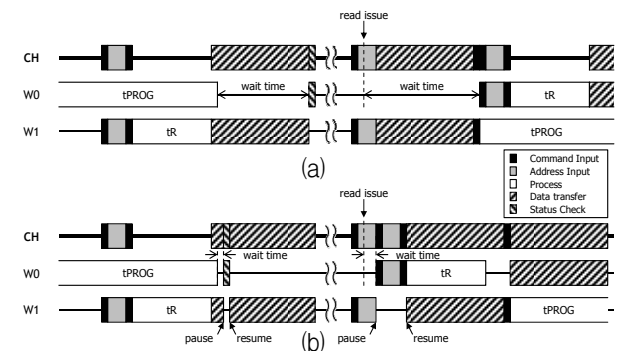 read issue
CH
wait time
wait time
W0
tPROG
tR
W1
tR
tPROG
(a)
Command Input
Address Input
Process
Data transfer
Status Check
read issue
CH
wait time
wait time
W0
tPROG
tR
W1
tR
tPROG
pause
resume
pause
resume
(b)